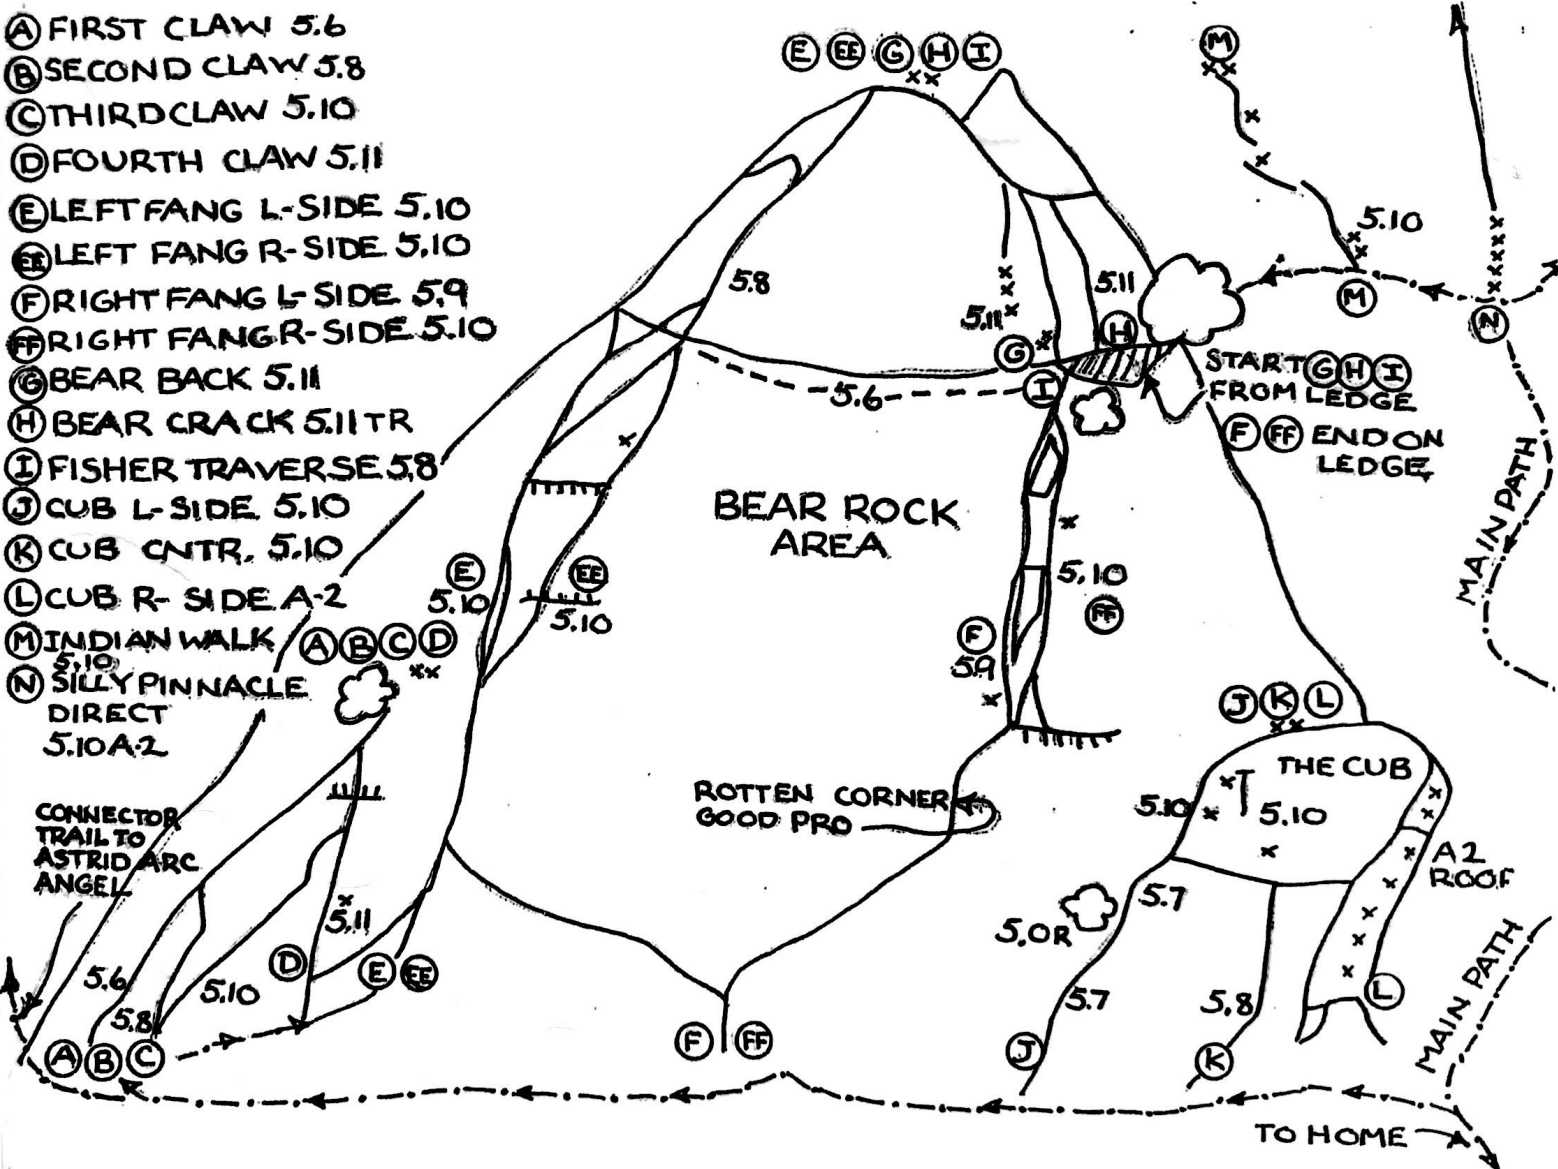 Ⓐ FIRST CLAW 5.6
Ⓑ SECOND CLAW 5.8
Ⓒ THIRD CLAW 5.10
Ⓓ FOURTH CLAW 5.11
Ⓔ LEFT FANG L-SIDE 5.10
(EE) LEFT FANG R-SIDE 5.10
Ⓕ RIGHT FANG L-SIDE 5.9
(FF) RIGHT FANG R-SIDE 5.10
Ⓖ BEAR BACK 5.11
Ⓗ BEAR CRACK 5.11 TR
Ⓘ FISHER TRAVERSE 5.8
Ⓙ CUB L-SIDE 5.10
Ⓚ CUB CNTR. 5.10
Ⓛ CUB R-SIDE A-2
Ⓜ INDIAN WALK
5.10
Ⓝ SILLY PINNACLE
DIRECT
5.10 A-2
CONNECTOR
TRAIL TO
ASTRID ARC
ANGEL
Ⓔ (EE) Ⓖ Ⓗ Ⓘ
Ⓜ
5.10
Ⓜ
Ⓝ
5.8
5.11
5.11
Ⓖ
Ⓗ
Ⓘ
5.6
START Ⓖ Ⓗ Ⓘ
FROM LEDGE
Ⓕ (FF) END ON
LEDGE
MAIN PATH
BEAR ROCK
AREA
Ⓔ
5.10
(EE)
5.10
5.10
(FF)
Ⓕ
5.9
Ⓐ Ⓑ Ⓒ Ⓓ
Ⓙ Ⓚ Ⓛ
THE CUB
5.10
5.10
ROTTEN CORNER
GOOD PRO
A2
ROOF
5.7
5.0R
5.11
Ⓓ
Ⓔ (EE)
5.6
5.10
5.8
5.7
5.8
Ⓛ
MAIN PATH
Ⓐ Ⓑ Ⓒ
Ⓕ (FF)
Ⓙ
Ⓚ
TO HOME